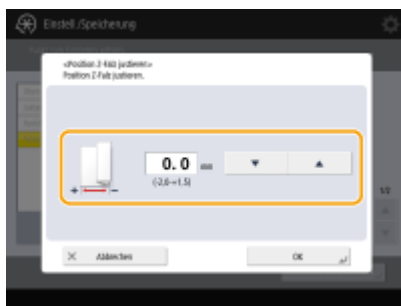 Einstell./Speicherung
<Position Z-Falz justieren>
Position Z-Falz justieren.
+ -
0.0 mm ▼ ▲
(-2,0~+1,5)
1/2
× Abbrechen OK